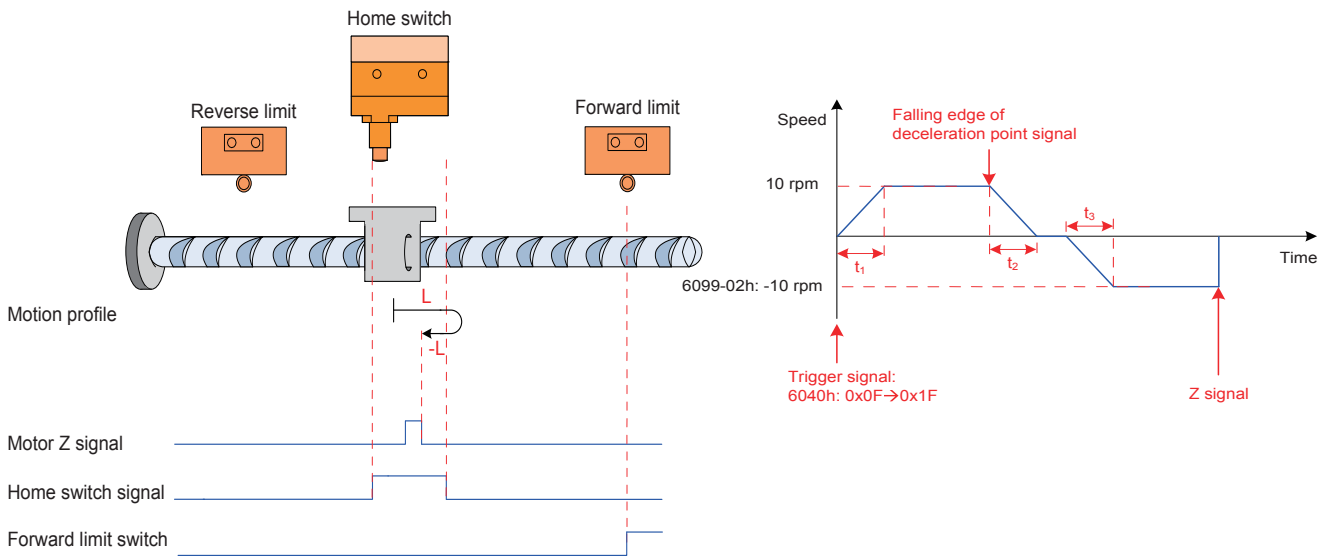 Home switch
Reverse limit
Forward limit
L
-L
Motion profile
Motor Z signal
Home switch signal
Forward limit switch
Speed
Falling edge of
deceleration point signal
10 rpm
t₁
t₂
t₃
Time
6099-02h: -10 rpm
Trigger signal:
6040h: 0x0F→0x1F
Z signal